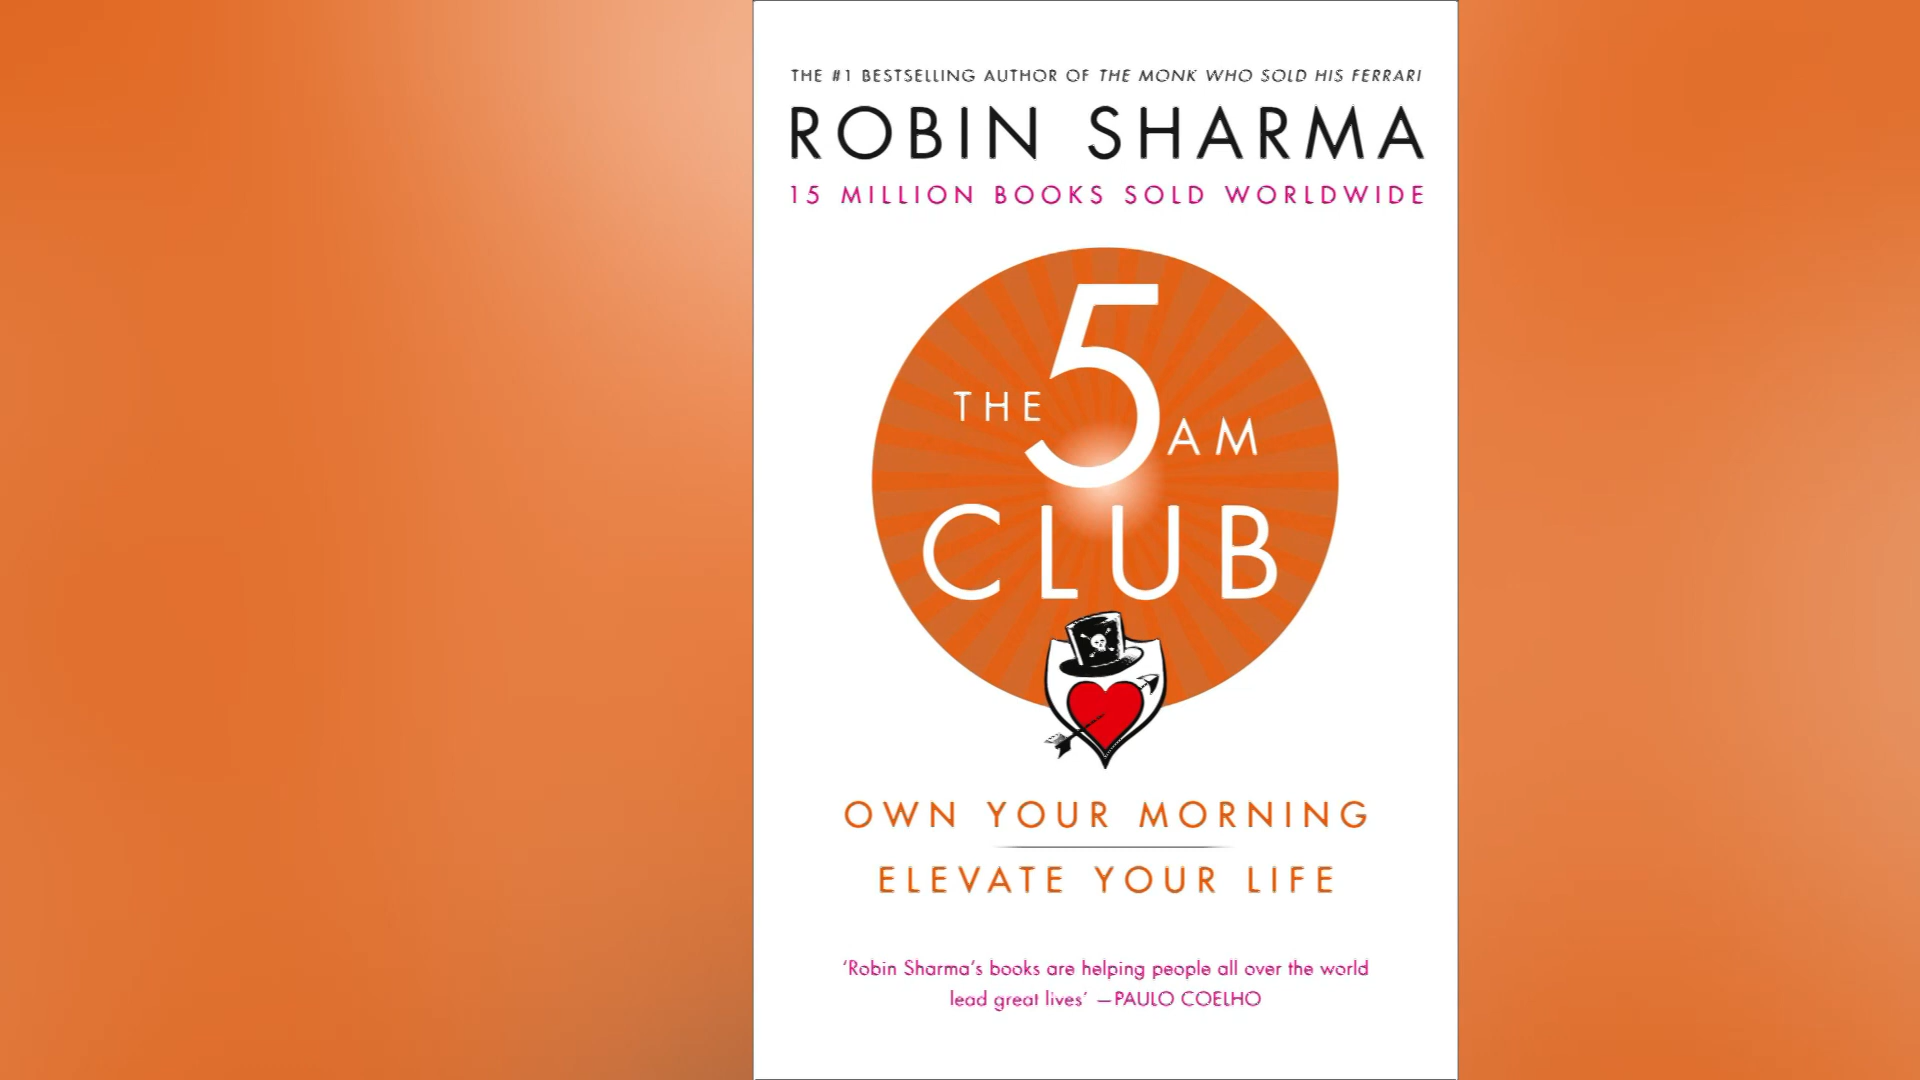 THE #1 BESTSELLING AUTHOR OF THE MONK WHO SOLD HIS FERRARI
ROBIN SHARMA
15 MILLION BOOKS SOLD WORLDWIDE
THE 5 AM
CLUB
OWN YOUR MORNING
ELEVATE YOUR LIFE
‘Robin Sharma’s books are helping people all over the world
lead great lives’ —PAULO COELHO